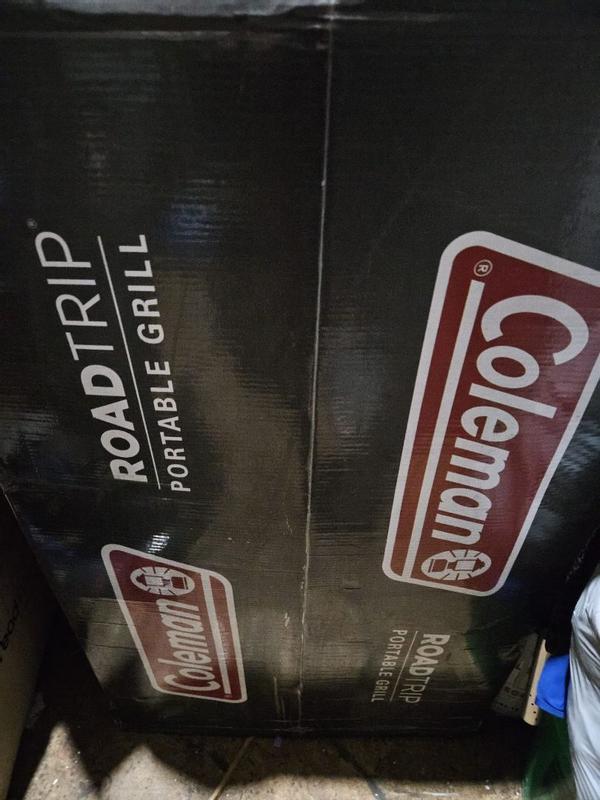 ROADTRIP®
PORTABLE GRILL
Coleman
Coleman®
ROADTRIP
PORTABLE GRILL